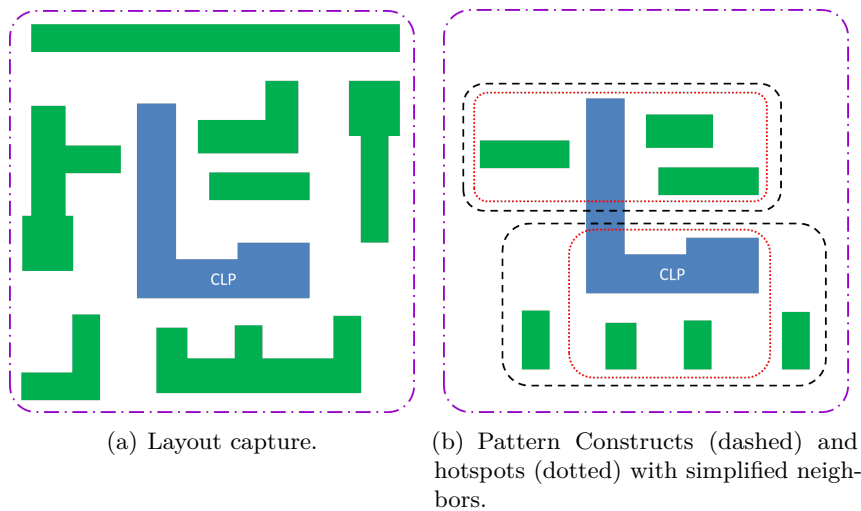 CLP
CLP
(a) Layout capture.
(b) Pattern Constructs (dashed) and
hotspots (dotted) with simplified neigh-
bors.